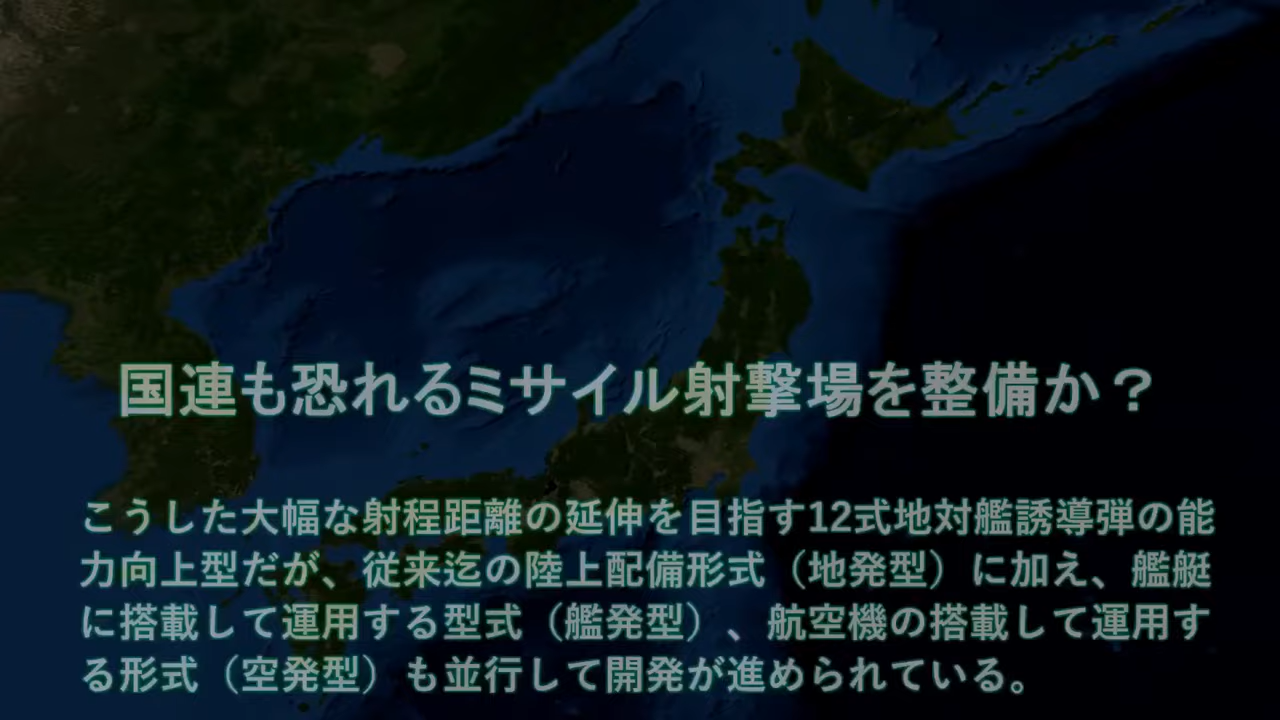 国連も恐れるミサイル射撃場を整備か？
こうした大幅な射程距離の延伸を目指す12式地対艦誘導弾の能
力向上型だが、従来迄の陸上配備形式（地発型）に加え、艦艇
に搭載して運用する型式（艦発型）、航空機の搭載して運用す
る形式（空発型）も並行して開発が進められている。